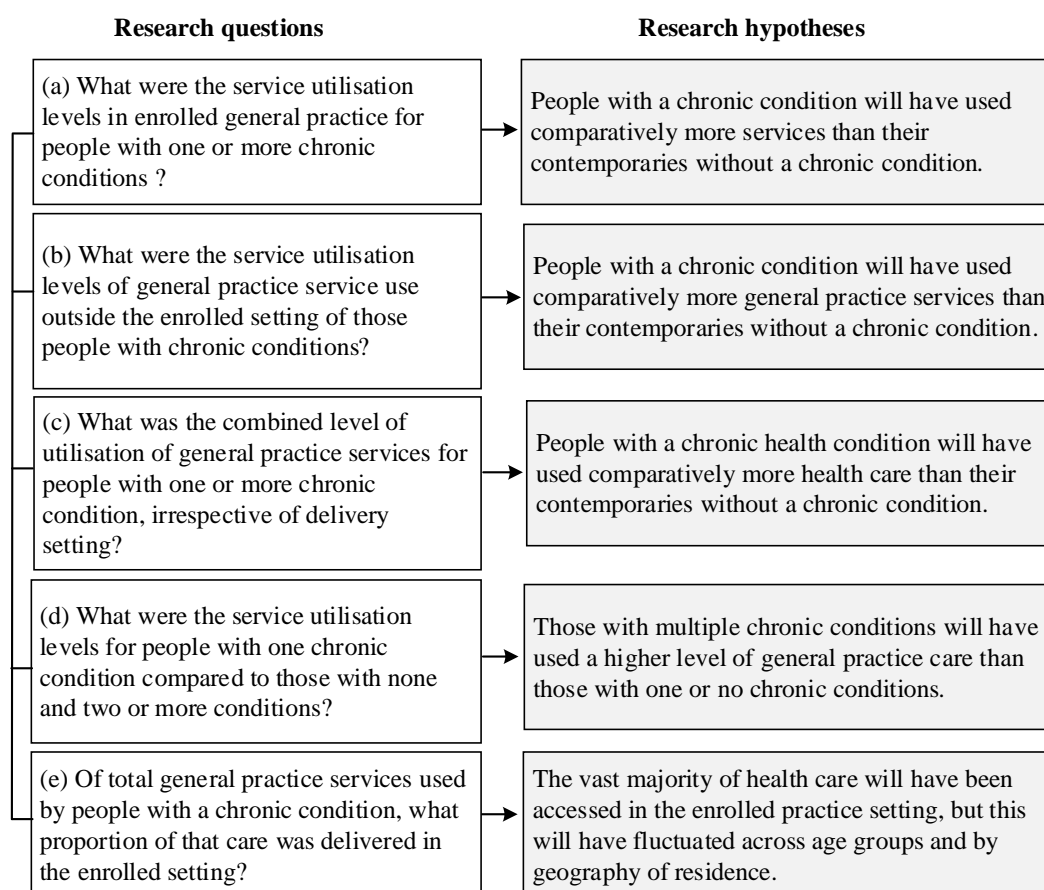 Research questions
Research hypotheses
(a) What were the service utilisation
levels in enrolled general practice for
people with one or more chronic
conditions ?
People with a chronic condition will have used
comparatively more services than their
contemporaries without a chronic condition.
(b) What were the service utilisation
levels of general practice service use
outside the enrolled setting of those
people with chronic conditions?
People with a chronic condition will have used
comparatively more general practice services than
their contemporaries without a chronic condition.
(c) What was the combined level of
utilisation of general practice services for
people with one or more chronic
condition, irrespective of delivery
setting?
People with a chronic health condition will have
used comparatively more health care than their
contemporaries without a chronic condition.
(d) What were the service utilisation
levels for people with one chronic
condition compared to those with none
and two or more conditions?
Those with multiple chronic conditions will have
used a higher level of general practice care than
those with one or no chronic conditions.
(e) Of total general practice services used
by people with a chronic condition, what
proportion of that care was delivered in
the enrolled setting?
The vast majority of health care will have been
accessed in the enrolled practice setting, but this
will have fluctuated across age groups and by
geography of residence.